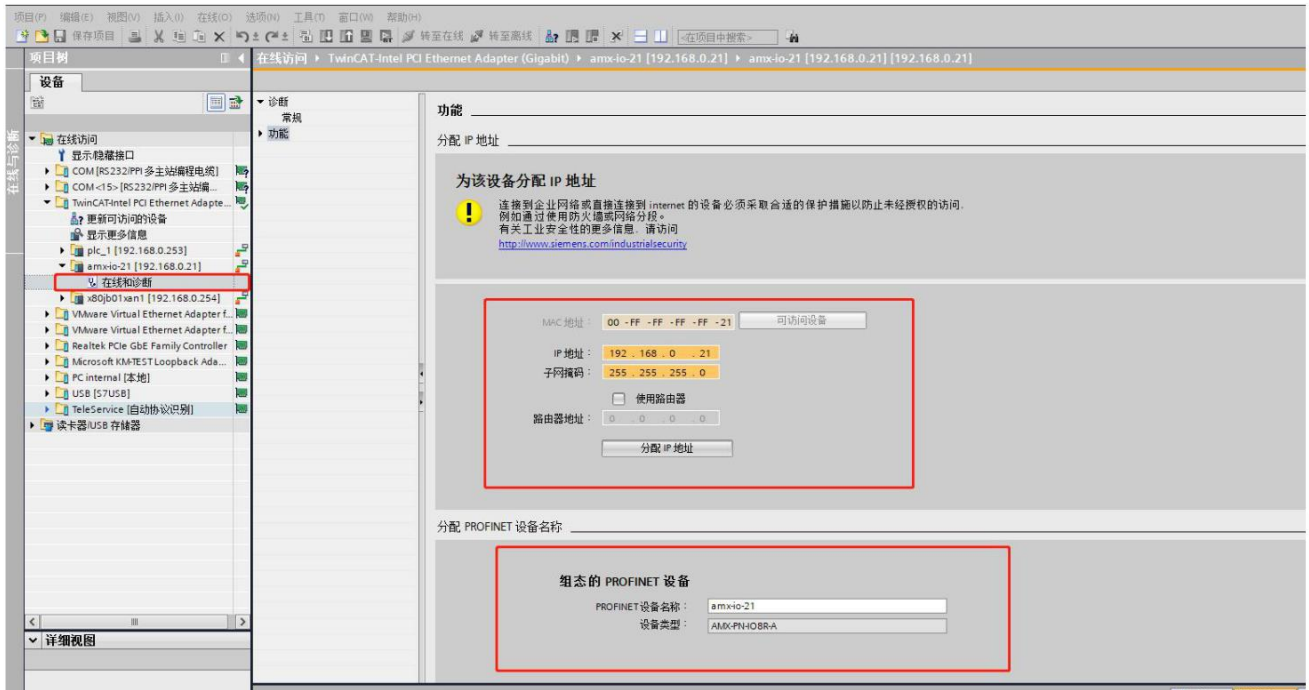 项目(P) 编辑(E) 视图(V) 插入(I) 在线(O) 选项(N) 工具(T) 窗口(W) 帮助(H)
保存项目 转至在线 转至离线 <在项目中搜索>
项目树
在线访问 ▸ TwinCAT-Intel PCI Ethernet Adapter (Gigabit) ▸ amx-io-21 [192.168.0.21] ▸ amx-io-21 [192.168.0.21] [192.168.0.21]
设备
在线与诊断
在线访问
显示/隐藏接口
COM [RS232/PPI 多主站编程电缆]
COM <15> [RS232/PPI 多主站编...
TwinCAT-Intel PCI Ethernet Adapte...
更新可访问的设备
显示更多信息
plc_1 [192.168.0.253]
amx-io-21 [192.168.0.21]
在线和诊断
x80jb01xan1 [192.168.0.254]
VMware Virtual Ethernet Adapter f...
VMware Virtual Ethernet Adapter f...
Realtek PCIe GbE Family Controller
Microsoft KM-TEST Loopback Ada...
PC internal [本地]
USB [S7USB]
TeleService [自动协议识别]
读卡器/USB 存储器
详细视图
诊断
常规
功能
功能
分配 IP 地址
为该设备分配 IP 地址
连接到企业网络或直接连接到 internet 的设备必须采取合适的保护措施以防止未经授权的访问.
例如通过使用防火墙或网络分段。
有关工业安全性的更多信息, 请访问
http://www.siemens.com/industrialsecurity
MAC 地址: 00 -FF -FF -FF -FF -21 可访问设备
IP 地址: 192 . 168 . 0 . 21
子网掩码: 255 . 255 . 255 . 0
使用路由器
路由器地址: 0 . 0 . 0 . 0
分配 IP 地址
分配 PROFINET 设备名称
组态的 PROFINET 设备
PROFINET 设备名称: amx-io-21
设备类型: AMX-PN-IO8R-A